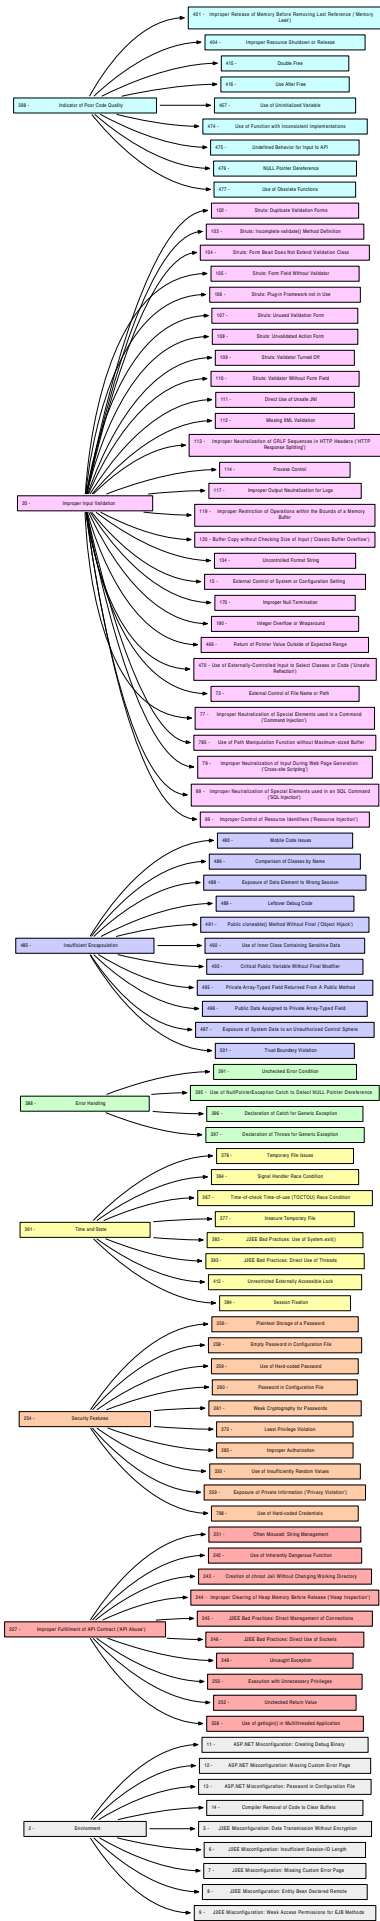 401 - Improper Release of Memory Before Removing Last Reference ('Memory
Leak')
404 - Improper Resource Shutdown or Release
415 - Double Free
416 - Use After Free
398 - Indicator of Poor Code Quality
457 - Use of Uninitialized Variable
474 - Use of Function with Inconsistent Implementations
475 - Undefined Behavior for Input to API
476 - NULL Pointer Dereference
477 - Use of Obsolete Functions
102 - Struts: Duplicate Validation Forms
103 - Struts: Incomplete validate() Method Definition
104 - Struts: Form Bean Does Not Extend Validation Class
105 - Struts: Form Field Without Validator
106 - Struts: Plug-in Framework not in Use
107 - Struts: Unused Validation Form
108 - Struts: Unvalidated Action Form
109 - Struts: Validator Turned Off
110 - Struts: Validator Without Form Field
111 - Direct Use of Unsafe JNI
112 - Missing XML Validation
113 - Improper Neutralization of CRLF Sequences in HTTP Headers ('HTTP
Response Splitting')
114 - Process Control
117 - Improper Output Neutralization for Logs
20 - Improper Input Validation
119 - Improper Restriction of Operations within the Bounds of a Memory
Buffer
120 - Buffer Copy without Checking Size of Input ('Classic Buffer Overflow')
134 - Uncontrolled Format String
15 - External Control of System or Configuration Setting
170 - Improper Null Termination
190 - Integer Overflow or Wraparound
466 - Return of Pointer Value Outside of Expected Range
470 - Use of Externally-Controlled Input to Select Classes or Code ('Unsafe
Reflection')
73 - External Control of File Name or Path
77 - Improper Neutralization of Special Elements used in a Command
('Command Injection')
785 - Use of Path Manipulation Function without Maximum-sized Buffer
79 - Improper Neutralization of Input During Web Page Generation
('Cross-site Scripting')
89 - Improper Neutralization of Special Elements used in an SQL Command
('SQL Injection')
99 - Improper Control of Resource Identifiers ('Resource Injection')
490 - Mobile Code Issues
486 - Comparison of Classes by Name
488 - Exposure of Data Element to Wrong Session
489 - Leftover Debug Code
491 - Public cloneable() Method Without Final ('Object Hijack')
485 - Insufficient Encapsulation
492 - Use of Inner Class Containing Sensitive Data
493 - Critical Public Variable Without Final Modifier
495 - Private Array-Typed Field Returned From A Public Method
496 - Public Data Assigned to Private Array-Typed Field
497 - Exposure of System Data to an Unauthorized Control Sphere
501 - Trust Boundary Violation
391 - Unchecked Error Condition
395 - Use of NullPointerException Catch to Detect NULL Pointer Dereference
388 - Error Handling
396 - Declaration of Catch for Generic Exception
397 - Declaration of Throws for Generic Exception
376 - Temporary File Issues
364 - Signal Handler Race Condition
367 - Time-of-check Time-of-use (TOCTOU) Race Condition
377 - Insecure Temporary File
361 - Time and State
382 - J2EE Bad Practices: Use of System.exit()
383 - J2EE Bad Practices: Direct Use of Threads
412 - Unrestricted Externally Accessible Lock
384 - Session Fixation
256 - Plaintext Storage of a Password
258 - Empty Password in Configuration File
259 - Use of Hard-coded Password
260 - Password in Configuration File
261 - Weak Cryptography for Passwords
254 - Security Features
272 - Least Privilege Violation
285 - Improper Authorization
330 - Use of Insufficiently Random Values
359 - Exposure of Private Information ('Privacy Violation')
798 - Use of Hard-coded Credentials
251 - Often Misused: String Management
242 - Use of Inherently Dangerous Function
243 - Creation of chroot Jail Without Changing Working Directory
244 - Improper Clearing of Heap Memory Before Release ('Heap Inspection')
245 - J2EE Bad Practices: Direct Management of Connections
227 - Improper Fulfillment of API Contract ('API Abuse')
246 - J2EE Bad Practices: Direct Use of Sockets
248 - Uncaught Exception
250 - Execution with Unnecessary Privileges
252 - Unchecked Return Value
558 - Use of getlogin() in Multithreaded Application
11 - ASP.NET Misconfiguration: Creating Debug Binary
12 - ASP.NET Misconfiguration: Missing Custom Error Page
13 - ASP.NET Misconfiguration: Password in Configuration File
14 - Compiler Removal of Code to Clear Buffers
2 - Environment
5 - J2EE Misconfiguration: Data Transmission Without Encryption
6 - J2EE Misconfiguration: Insufficient Session-ID Length
7 - J2EE Misconfiguration: Missing Custom Error Page
8 - J2EE Misconfiguration: Entity Bean Declared Remote
9 - J2EE Misconfiguration: Weak Access Permissions for EJB Methods